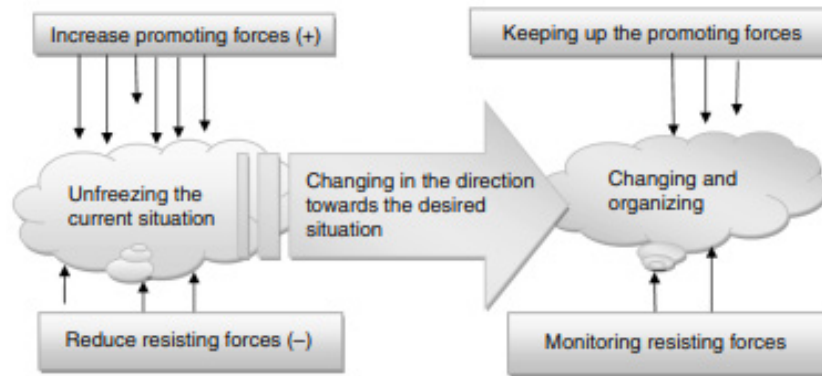 Increase promoting forces (+)
Keeping up the promoting forces
Unfreezing the
current situation
Changing in the direction
towards the desired
situation
Changing and
organizing
Reduce resisting forces (–)
Monitoring resisting forces